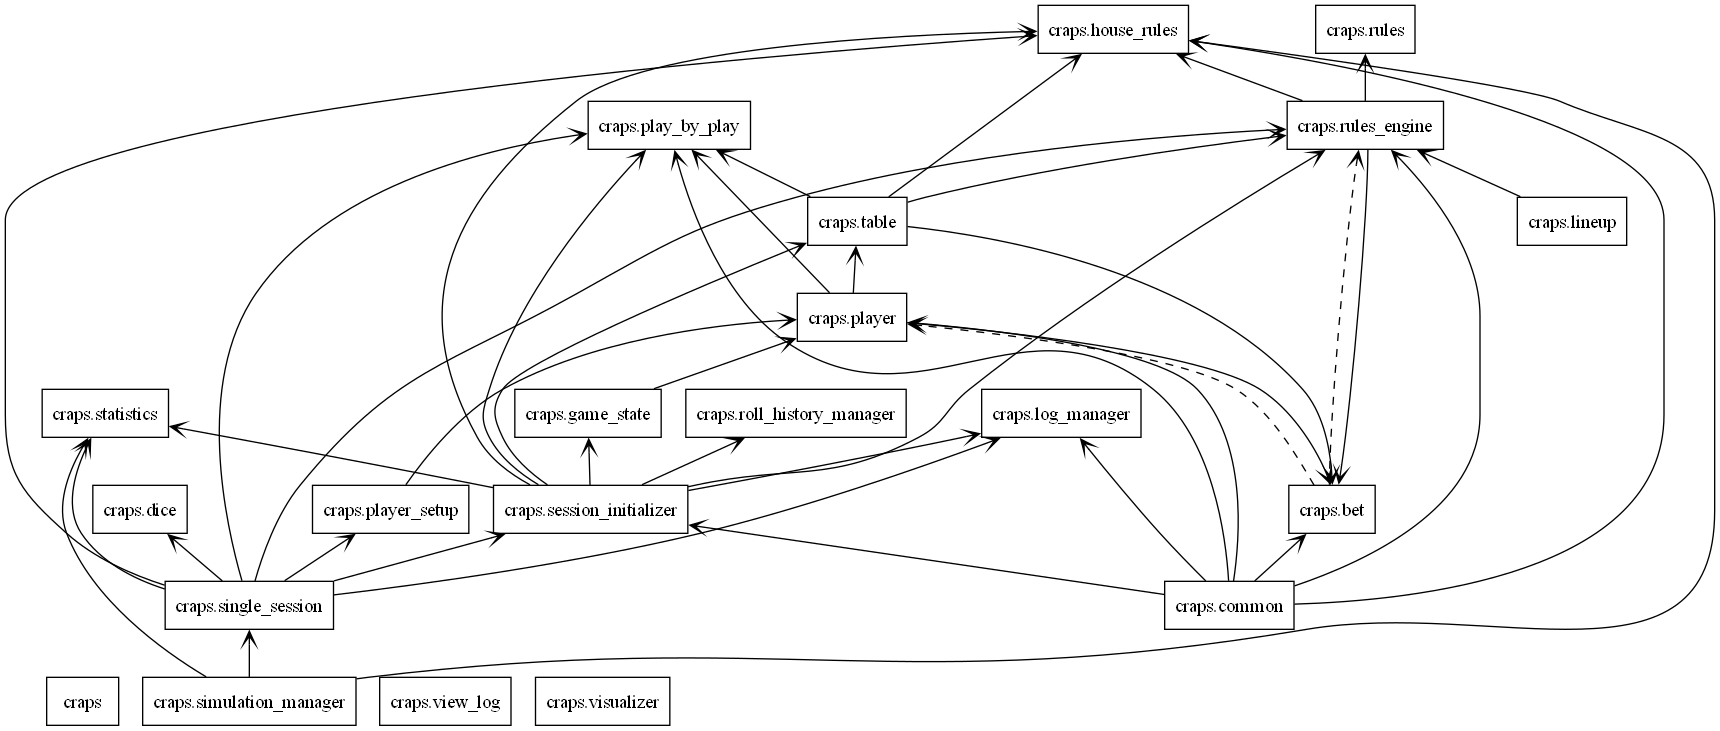 craps.house_rules
craps.rules
craps.play_by_play
craps.rules_engine
craps.table
craps.lineup
craps.player
craps.statistics
craps.game_state
craps.roll_history_manager
craps.log_manager
craps.dice
craps.player_setup
craps.session_initializer
craps.bet
craps.single_session
craps.common
craps
craps.simulation_manager
craps.view_log
craps.visualizer